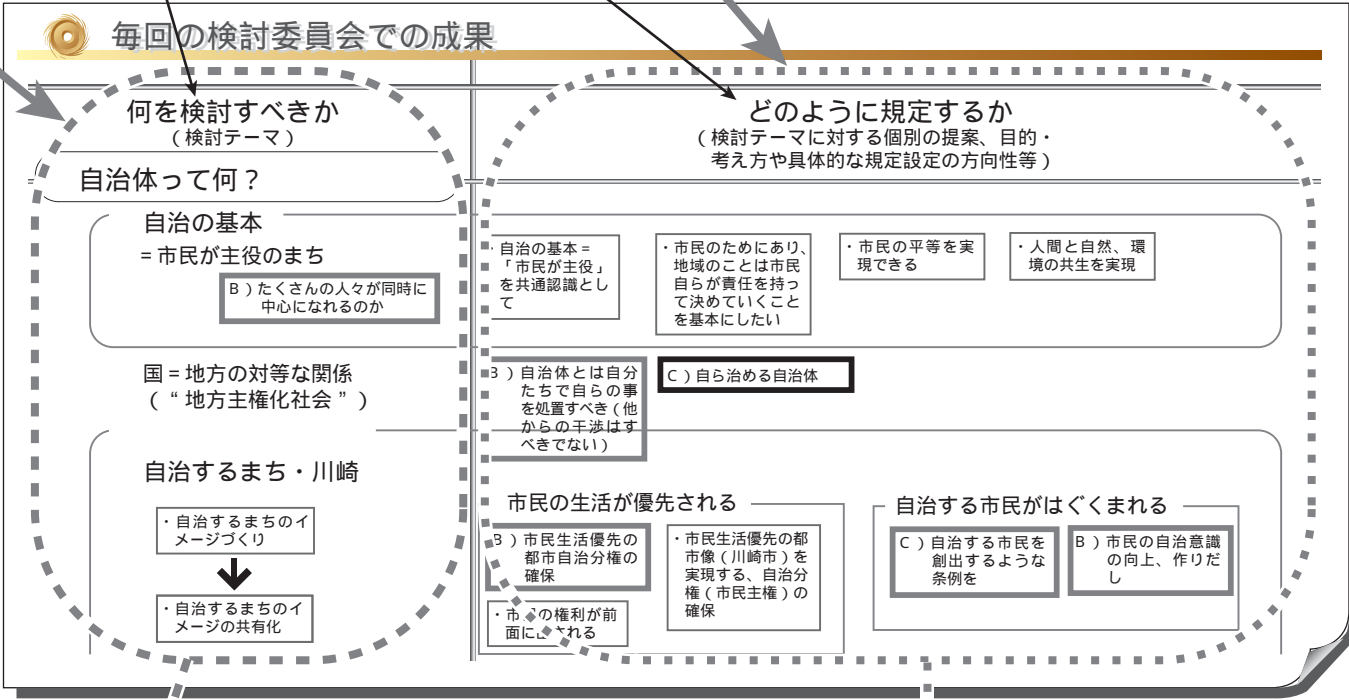 毎回の検討委員会での成果
何を検討すべきか
（検討テーマ）
どのように規定するか
（検討テーマに対する個別の提案、目的・
考え方や具体的な規定設定の方向性等）
自治体って何？
自治の基本
＝市民が主役のまち
B）たくさんの人々が同時に
中心になれるのか
・自治の基本＝
「市民が主役」
を共通認識とし
て
・市民のためにあり、
地域のことは市民
自らが責任を持っ
て決めていくこと
を基本にしたい
・市民の平等を実
現できる
・人間と自然、環
境の共生を実現
国＝地方の対等な関係
（“地方主権化社会”）
B）自治体とは自分
たちで自らの事
を処置すべき（他
からの干渉はす
べきでない）
C）自ら治める自治体
自治するまち・川崎
・自治するまちのイ
メージづくり
・自治するまちのイ
メージの共有化
市民の生活が優先される
B）市民生活優先の
都市自治分権の
確保
・市民生活優先の都
市像（川崎市）を
実現する、自治分
権（市民主権）の
確保
・市民の権利が前
面に出される
自治する市民がはぐくまれる
C）自治する市民を
創出するような
条例を
B）市民の自治意識
の向上、作りだ
し